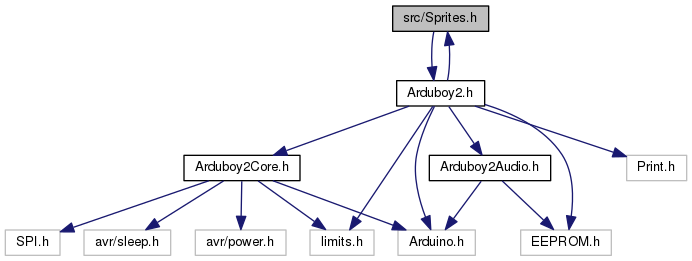 src/Sprites.h
Arduboy2.h
Arduboy2Core.h
Arduboy2Audio.h
Print.h
SPI.h
avr/sleep.h
avr/power.h
limits.h
Arduino.h
EEPROM.h